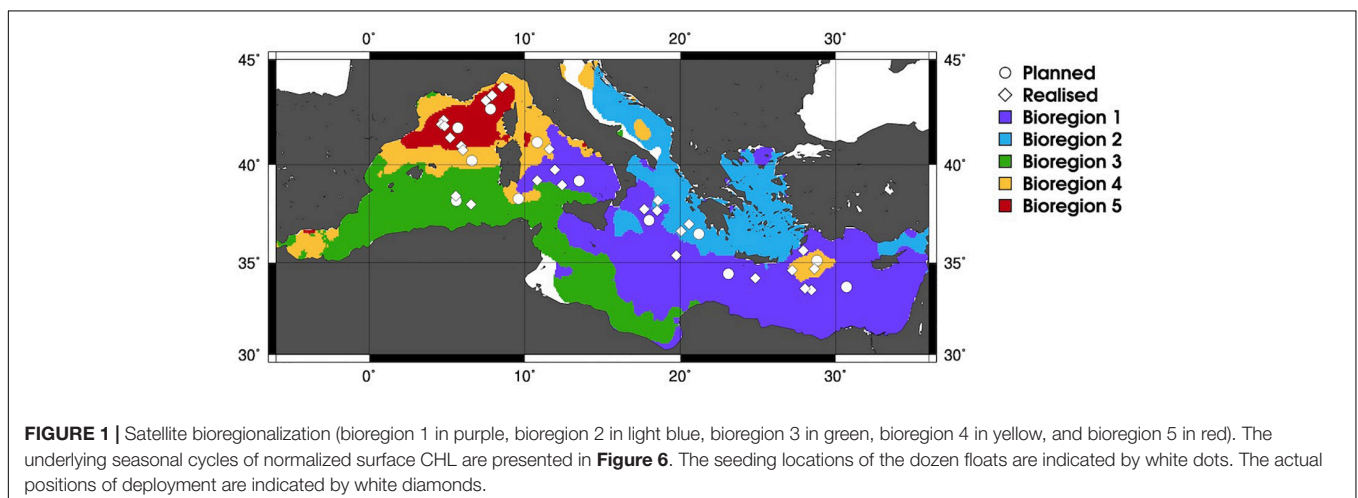 0° 10° 20° 30°
45° 45°
40° 40°
35° 35°
30° 30°
0° 10° 20° 30°
Planned
Realised
Bioregion 1
Bioregion 2
Bioregion 3
Bioregion 4
Bioregion 5
FIGURE 1 | Satellite bioregionalization (bioregion 1 in purple, bioregion 2 in light blue, bioregion 3 in green, bioregion 4 in yellow, and bioregion 5 in red). The
underlying seasonal cycles of normalized surface CHL are presented in Figure 6. The seeding locations of the dozen floats are indicated by white dots. The actual
positions of deployment are indicated by white diamonds.